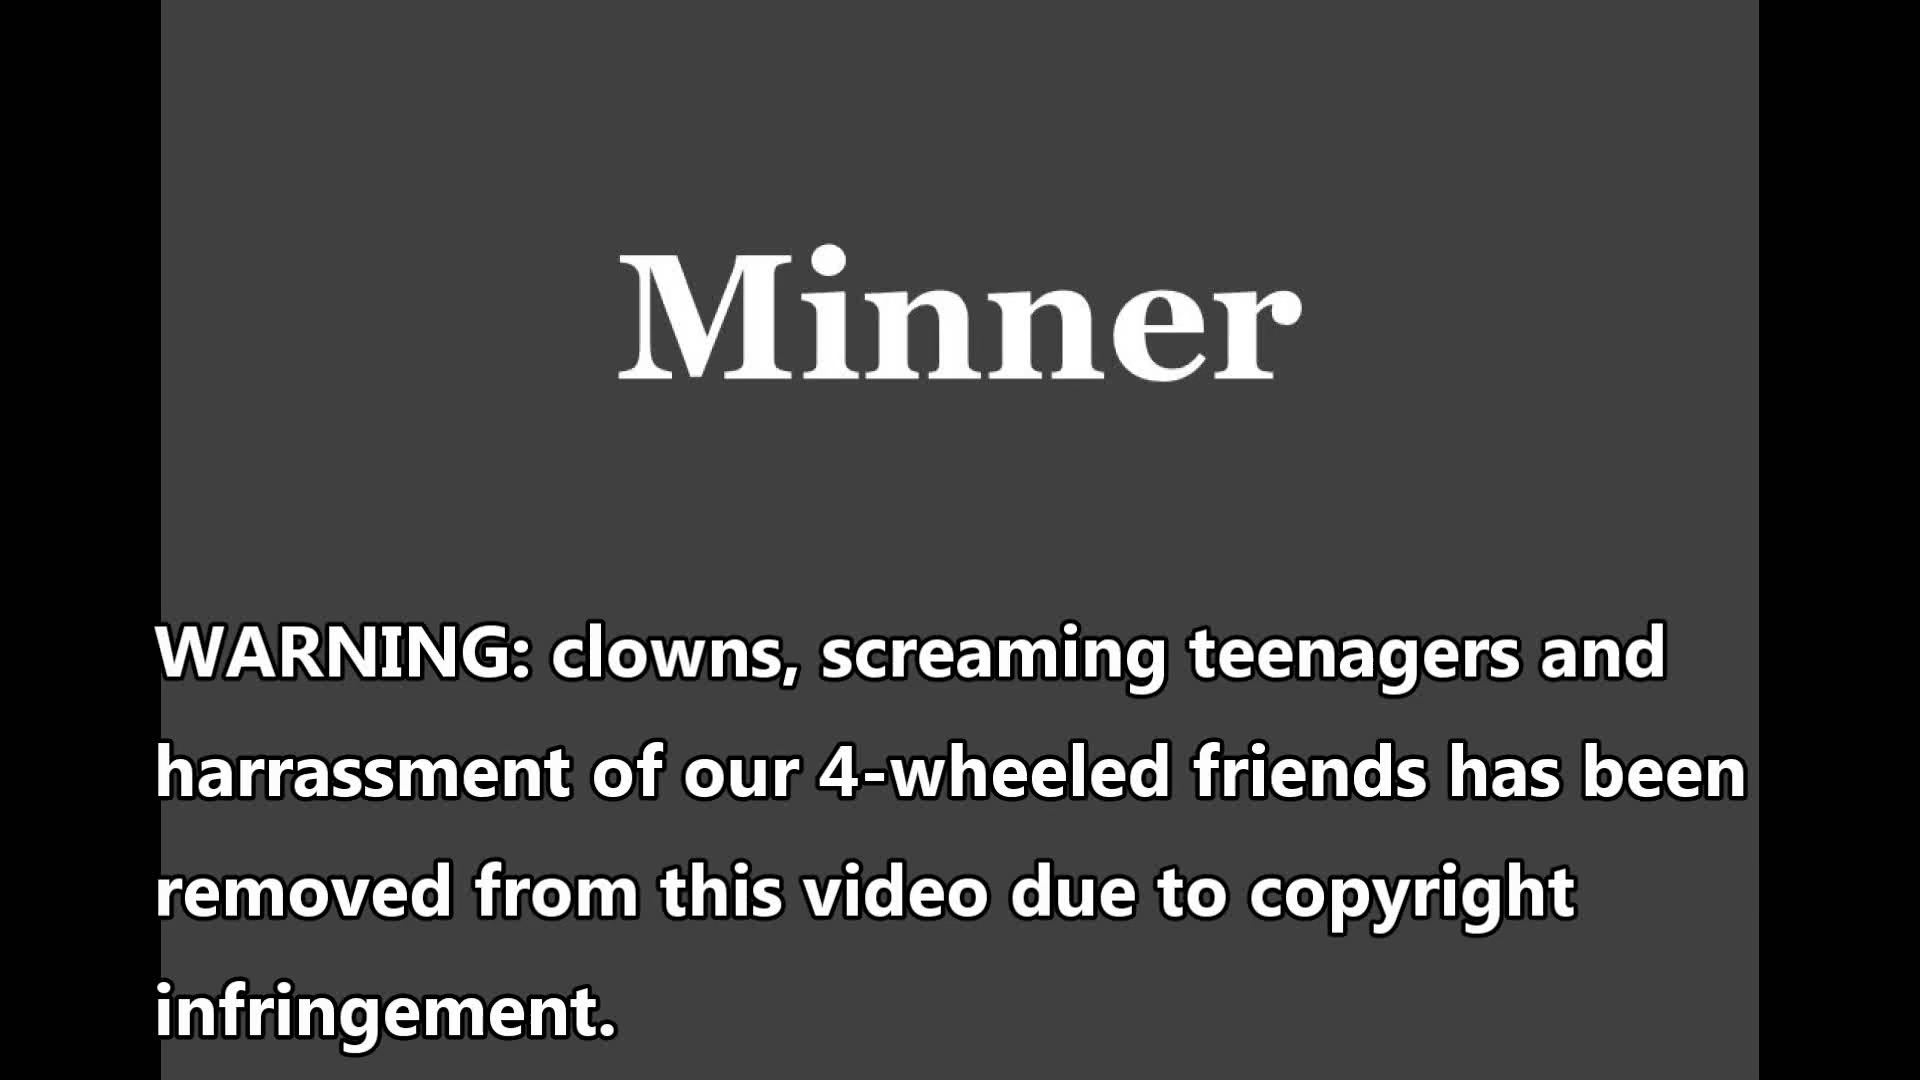 Minner
WARNING: clowns, screaming teenagers and
harrassment of our 4-wheeled friends has been
removed from this video due to copyright
infringement.